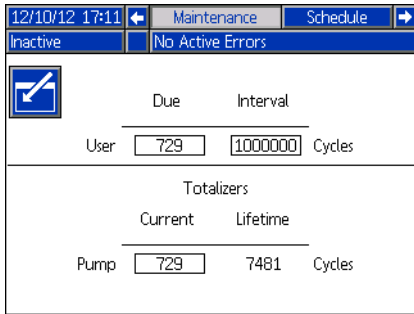 12/10/12 17:11 Maintenance Schedule
Inactive No Active Errors
Due Interval
User 729 1000000 Cycles
Totalizers
Current Lifetime
Pump 729 7481 Cycles